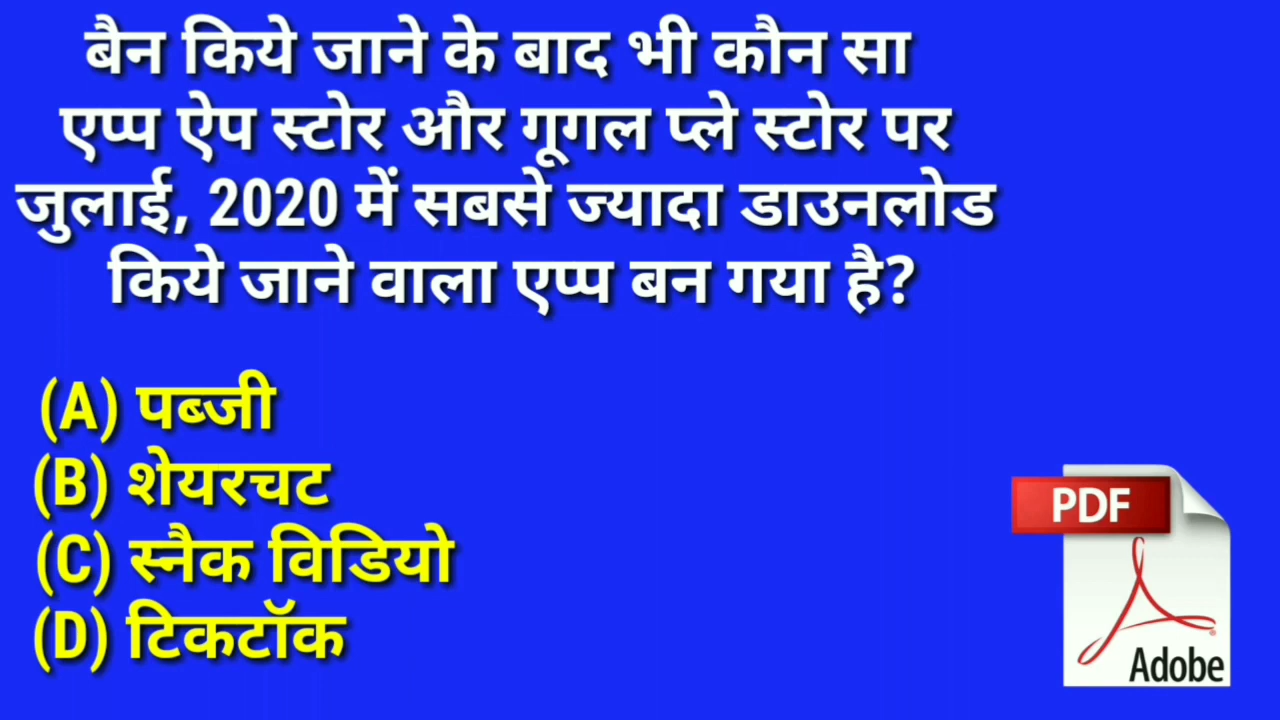 बैन किये जाने के बाद भी कौन सा
एप्प ऐप स्टोर और गूगल प्ले स्टोर पर
जुलाई, 2020 में सबसे ज्यादा डाउनलोड
किये जाने वाला एप्प बन गया है?
(A) पब्जी
(B) शेयरचट
(C) स्नैक विडियो
(D) टिकटॉक
PDF
Adobe